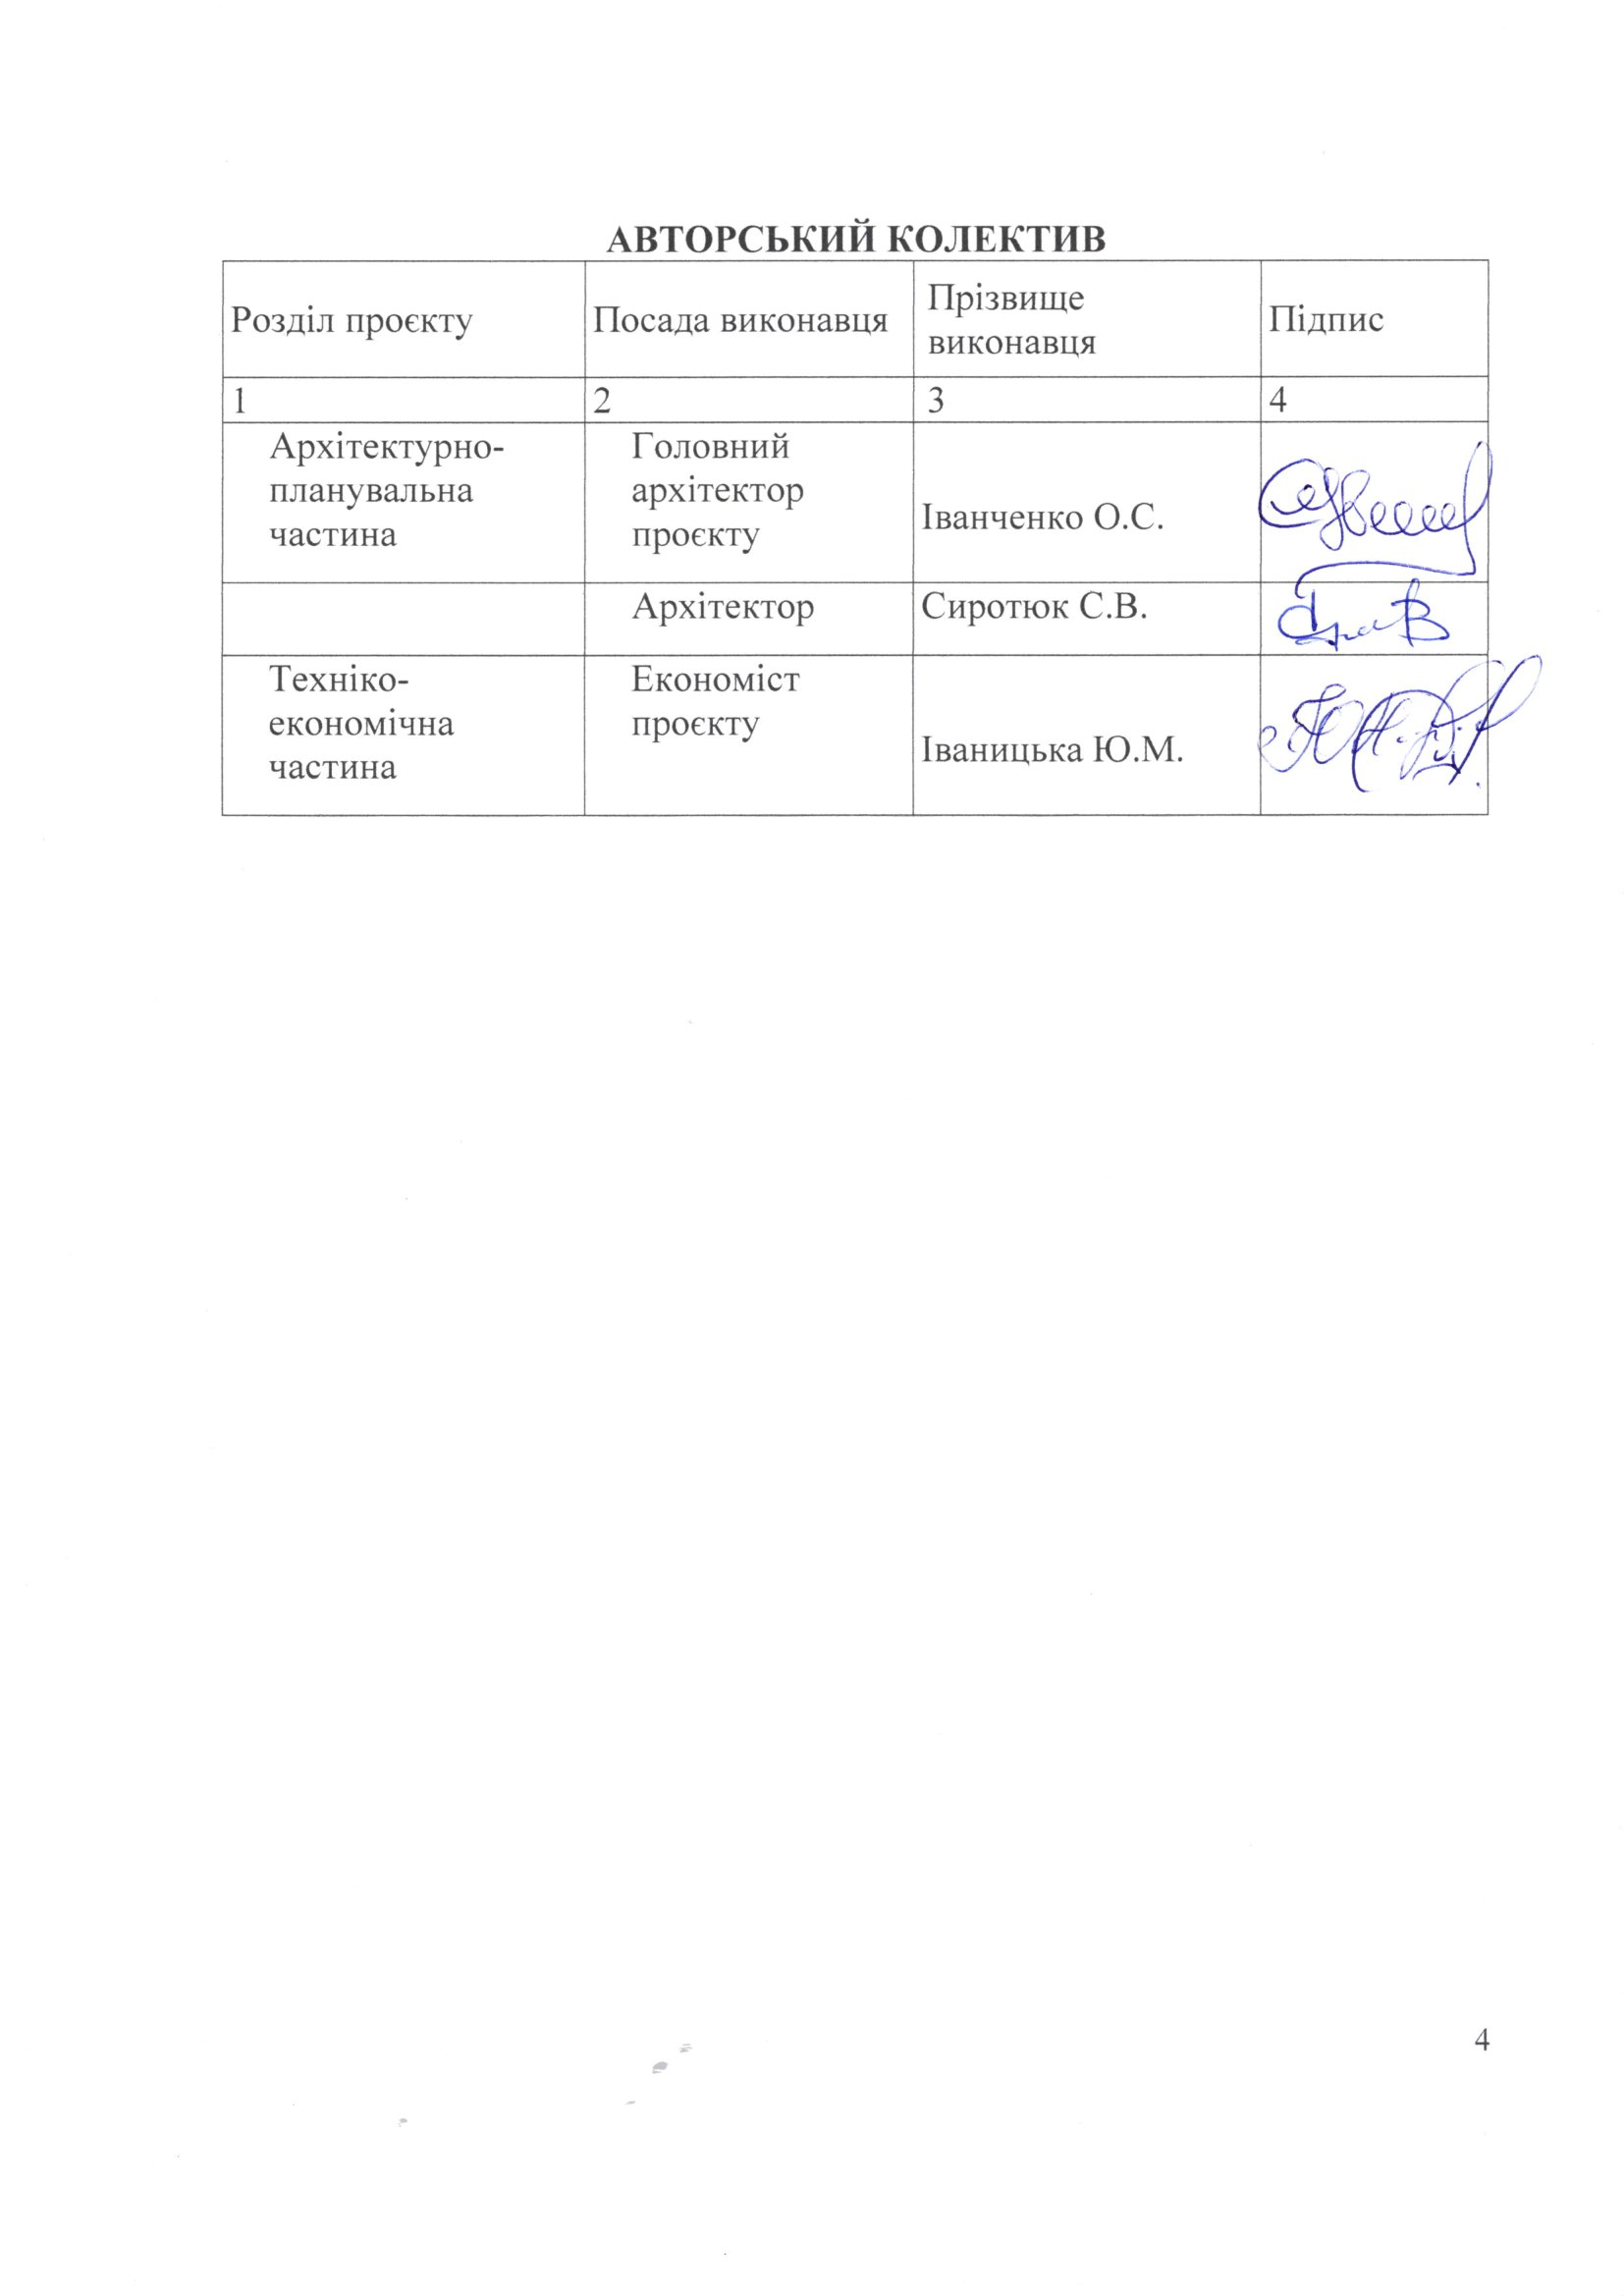 АВТОРСЬКИЙ КОЛЕКТИВ
Розділ проєкту
Посада виконавця
Прізвище
виконавця
Підпис
1
2
3
4
Архітектурно-
планувальна
частина
Головний
архітектор
проєкту
Іванченко О.С.
Архітектор
Сиротюк С.В.
Техніко-
економічна
частина
Економіст
проєкту
Іваницька Ю.М.
4